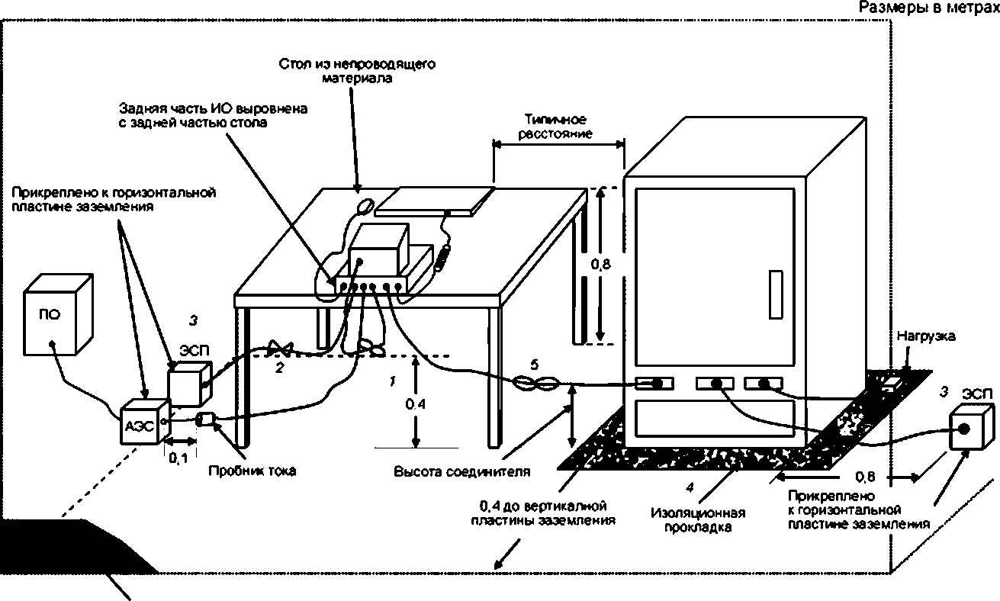 Размеры в метрах
Стол из непроводящего
материала
Задняя часть ИО выровнена
с задней частью стола
Типичное
расстояние
Прикреплено к горизонтальной
пластине заземления
0,8
ПО
3
ЭСП
Нагрузка
2
1
5
0,4
3
ЭСП
АЭС
0,1
Пробник тока
Высота соединителя
4
0,8
0,4 до вертикалной
пластины заземления
Изоляционная
прокладка
Прикреплено
к горизонтальной
пластине заземления